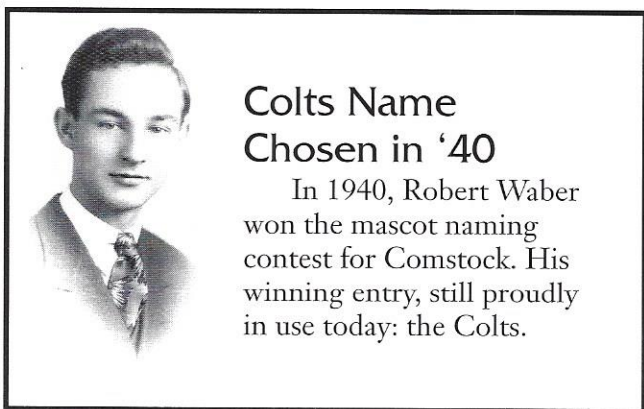 Colts Name
Chosen in ‘40
In 1940, Robert Waber
won the mascot naming
contest for Comstock. His
winning entry, still proudly
in use today: the Colts.